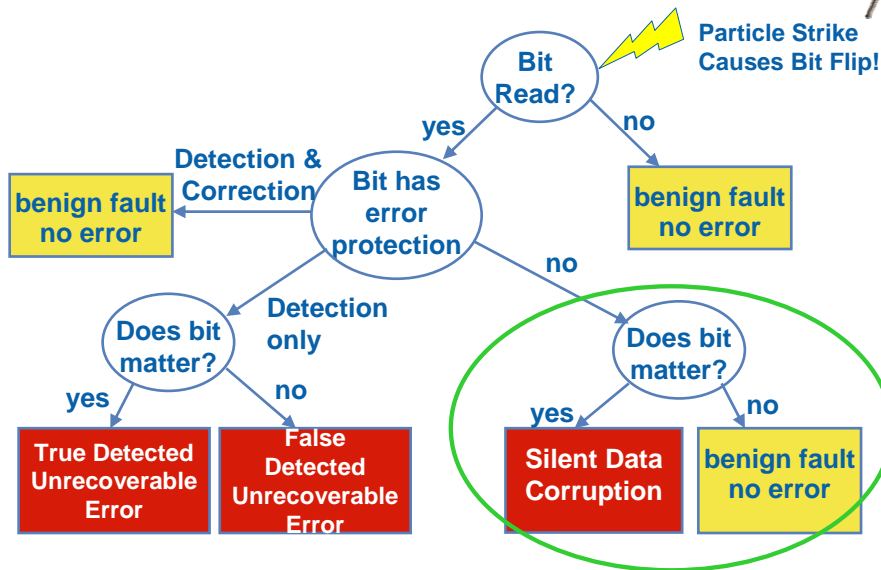 Particle Strike
Causes Bit Flip!
Bit
Read?
yes
no
Detection &
Correction
Bit has
error
protection
benign fault
no error
benign fault
no error
no
Detection
only
Does bit
matter?
Does bit
matter?
yes
no
yes
no
True Detected
Unrecoverable
Error
False
Detected
Unrecoverable
Error
Silent Data
Corruption
benign fault
no error